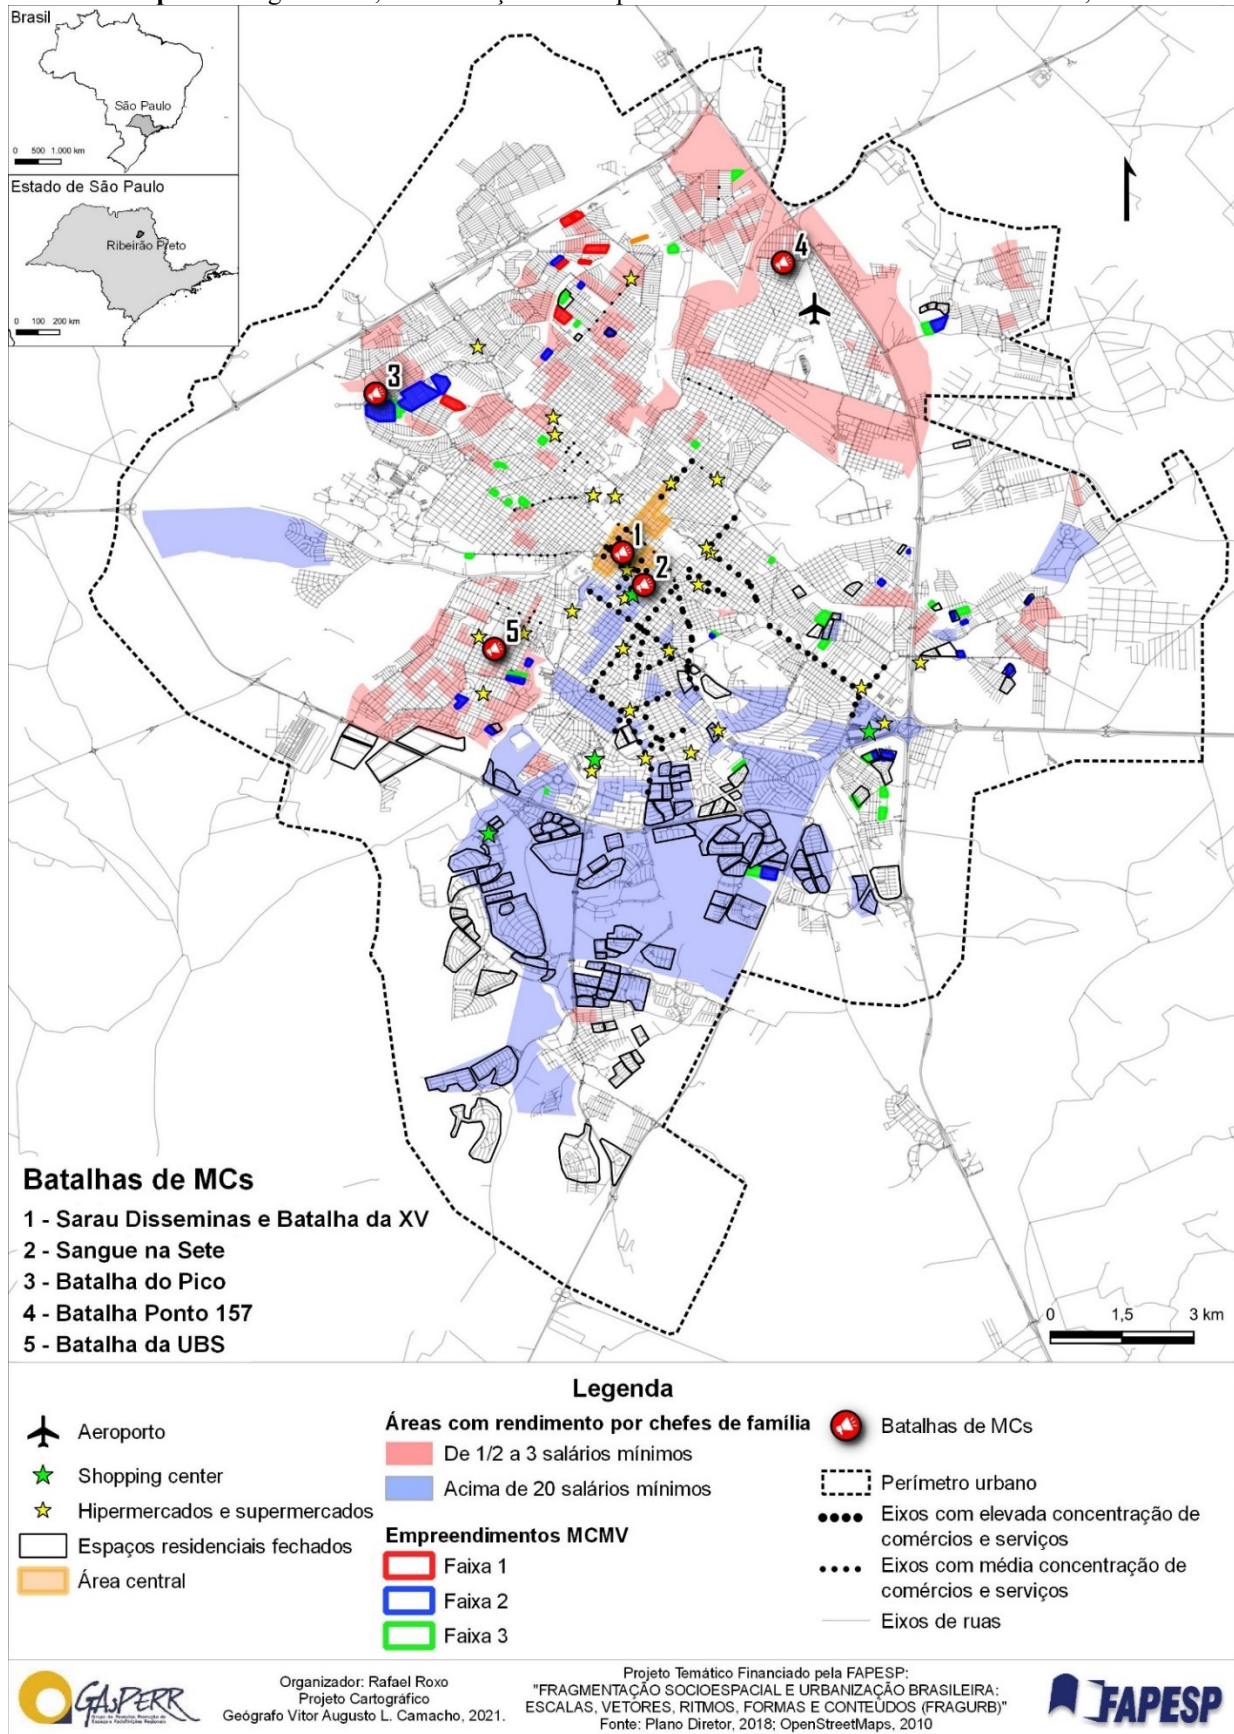 Brasil
São Paulo
0 500 1.000 km
Estado de São Paulo
Ribeirão Preto
0 100 200 km
4
3
1
2
5
Batalhas de MCs
1 - Sarau Disseminas e Batalha da XV
2 - Sangue na Sete
3 - Batalha do Pico
4 - Batalha Ponto 157
5 - Batalha da UBS
0 1,5 3 km
Legenda
Aeroporto
Shopping center
Hipermercados e supermercados
Espaços residenciais fechados
Área central
Áreas com rendimento por chefes de família
De 1/2 a 3 salários mínimos
Acima de 20 salários mínimos
Empreendimentos MCMV
Faixa 1
Faixa 2
Faixa 3
Batalhas de MCs
Perímetro urbano
Eixos com elevada concentração de
comércios e serviços
Eixos com média concentração de
comércios e serviços
Eixos de ruas
GAsPERR
Organizador: Rafael Roxo
Projeto Cartográfico
Geógrafo Vitor Augusto L. Camacho, 2021.
Projeto Temático Financiado pela FAPESP:
"FRAGMENTAÇÃO SOCIOESPACIAL E URBANIZAÇÃO BRASILEIRA:
ESCALAS, VETORES, RITMOS, FORMAS E CONTEÚDOS (FRAGURB)"
Fonte: Plano Diretor, 2018; OpenStreetMaps, 2010
FAPESP